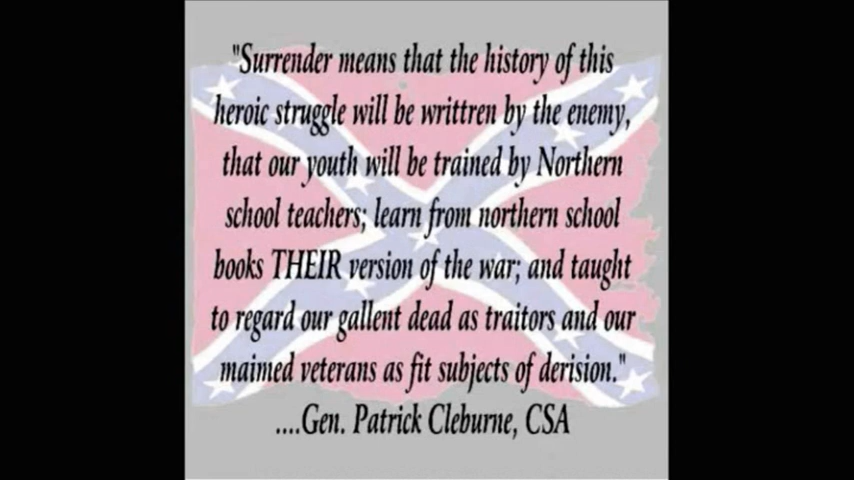 "Surrender means that the history of this
heroic struggle will be writtren by the enemy,
that our youth will be trained by Northern
school teachers; learn from northern school
books THEIR version of the war; and taught
to regard our gallent dead as traitors and our
maimed veterans as fit subjects of derision."
....Gen. Patrick Cleburne, CSA